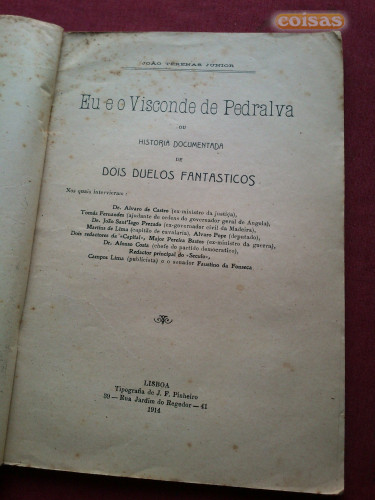 coisas
JOÃO TERENAS JUNIOR
Eu e o Visconde de Pedralva
OU
HISTORIA DOCUMENTADA
DE
DOIS DUELOS FANTASTICOS
Nos quais intervieram:
Dr. Alvaro de Castro (ex-ministro da justiça),
Tomás Fernandes (ajudante de ordens do governador geral de Angola),
Dr. João Sant'Iago Prezado (ex-governador civil da Madeira),
Martins de Lima (capitão de cavalaria), Alvaro Pope (deputado),
Dois redactores da «Capital», Major Pereira Bastos (ex-ministro da guerra),
Dr. Afonso Costa (chefe do partido democratico),
Redactor principal do «Seculo»,
Campos Lima (publicista) e o senador Faustino da Fonseca
LISBOA
Tipografia de J. F. Pinheiro
39 — Rua Jardim do Regedor — 41
1914